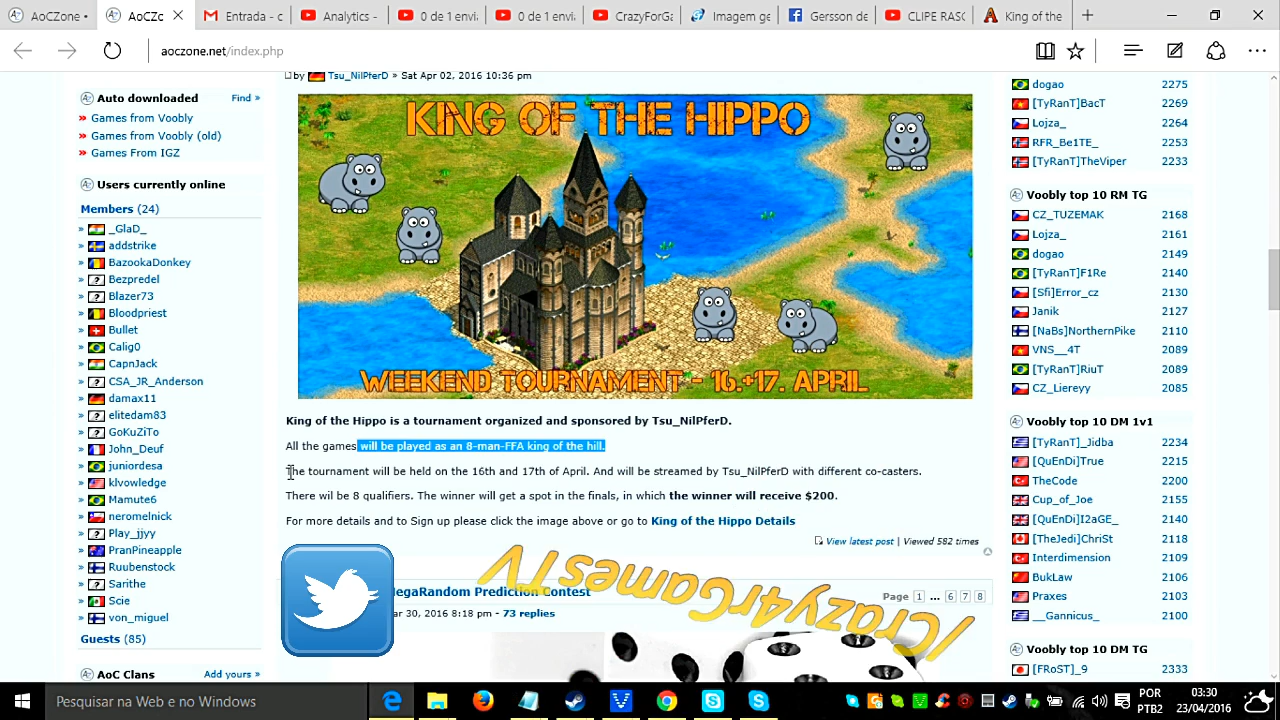 AoCZone -
AoCZc
Entrada - c
Analytics -
0 de 1 envi.
0 de 1 envi.
CrazyForGa
Imagem ge
Gersson de
CLIPE RASC
King of the
aoczone.net/index.php
by Tsu_NilPferD » Sat Apr 02, 2016 10:36 pm
Auto downloaded Find »
Games from Voobly
Games from Voobly (old)
Games From IGZ
Users currently online
Members (24)
_GlaD_
addstrike
BazookaDonkey
Bezpredel
Blazer73
Bloodpriest
Bullet
Calig0
CapnJack
CSA_JR_Anderson
damax11
elitedam83
GoKuZiTo
John_Deuf
juniordesa
klvowledge
Mamute6
neromelnick
Play_jjyy
PranPineapple
Ruubenstock
Sarithe
Scie
von_miguel
Guests (85)
AoC Clans Add yours »
KING OF THE HIPPO
WEEKEND TOURNAMENT - 16.+17. APRIL
King of the Hippo is a tournament organized and sponsored by Tsu_NilPferD.
All the games will be played as an 8-man-FFA king of the hill.
The tournament will be held on the 16th and 17th of April. And will be streamed by Tsu_NilPferD with different co-casters.
There wil be 8 qualifiers. The winner will get a spot in the finals, in which the winner will receive $200.
For more details and to Sign up please click the image above or go to King of the Hippo Details
View latest post | Viewed 582 times
MegaRandom Prediction Contest
Page 1 ... 6 7 8
ar 30, 2016 8:18 pm - 73 replies
/Crazy4rGamesTV
dogao 2275
[TyRanT]BacT 2269
Lojza_ 2264
RFR_Be1TE_ 2253
[TyRanT]TheViper 2233
Voobly top 10 RM TG
CZ_TUZEMAK 2168
Lojza_ 2161
dogao 2149
[TyRanT]F1Re 2140
[Sfi]Error_cz 2130
Janik 2127
[NaBs]NorthernPike 2110
VNS__4T 2089
[TyRanT]RiuT 2089
CZ_Liereyy 2085
Voobly top 10 DM 1v1
[TyRanT]_Jidba 2234
[QuEnDi]True 2215
TheCode 2200
Cup_of_Joe 2155
[QuEnDi]I2aGE_ 2140
[TheJedi]ChriSt 2118
Interdimension 2109
BukLaw 2106
Praxes 2103
__Gannicus_ 2100
Voobly top 10 DM TG
[FRoST]_9 2333
Pesquisar na Web e no Windows
POR
PTB2
03:30
23/04/2016